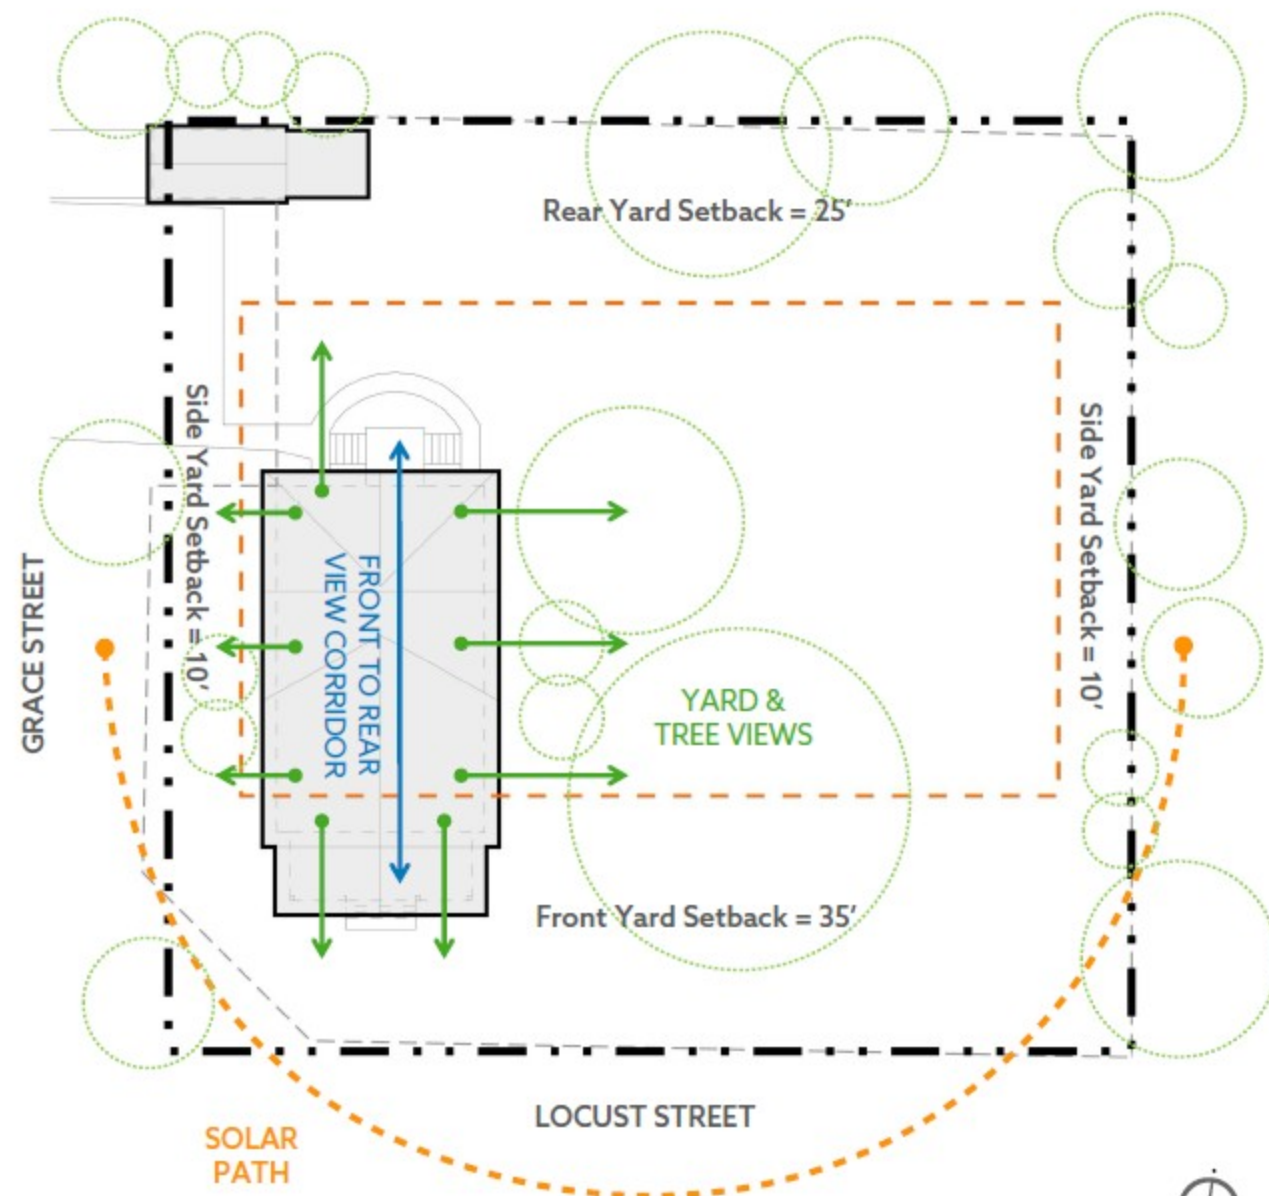 Rear Yard Setback = 25'
Side Yard Setback = 10'
Side Yard Setback = 10'
GRACE STREET
FRONT TO REAR
VIEW CORRIDOR
YARD &
TREE VIEWS
Front Yard Setback = 35'
LOCUST STREET
SOLAR
PATH